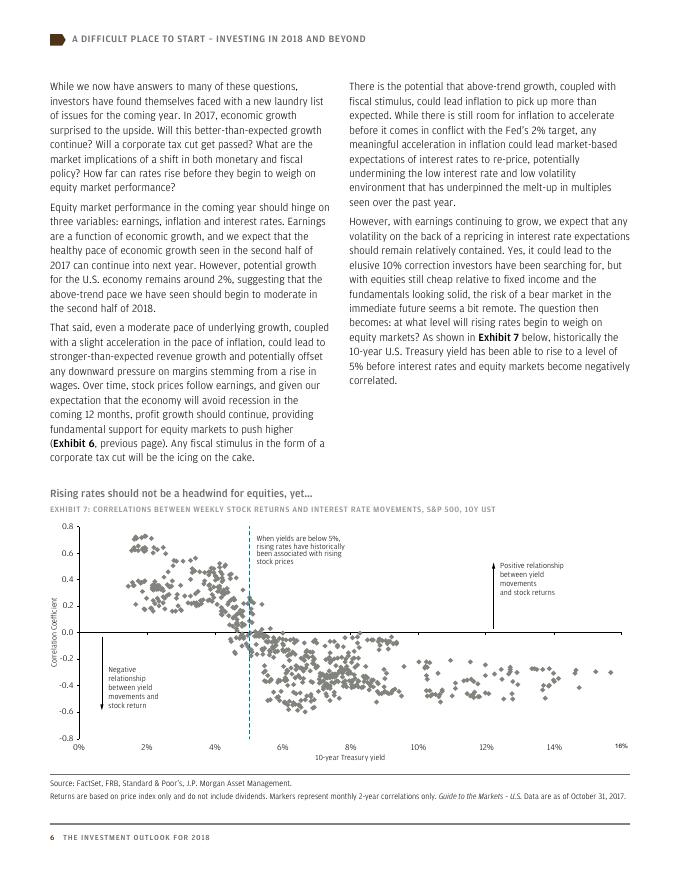 A DIFFICULT PLACE TO START – INVESTING IN 2018 AND BEYOND
While we now have answers to many of these questions,
investors have found themselves faced with a new laundry list
of issues for the coming year. In 2017, economic growth
surprised to the upside. Will this better-than-expected growth
continue? Will a corporate tax cut get passed? What are the
market implications of a shift in both monetary and fiscal
policy? How far can rates rise before they begin to weigh on
equity market performance?
Equity market performance in the coming year should hinge on
three variables: earnings, inflation and interest rates. Earnings
are a function of economic growth, and we expect that the
healthy pace of economic growth seen in the second half of
2017 can continue into next year. However, potential growth
for the U.S. economy remains around 2%, suggesting that the
above-trend pace we have seen should begin to moderate in
the second half of 2018.
That said, even a moderate pace of underlying growth, coupled
with a slight acceleration in the pace of inflation, could lead to
stronger-than-expected revenue growth and potentially offset
any downward pressure on margins stemming from a rise in
wages. Over time, stock prices follow earnings, and given our
expectation that the economy will avoid recession in the
coming 12 months, profit growth should continue, providing
fundamental support for equity markets to push higher
(Exhibit 6, previous page). Any fiscal stimulus in the form of a
corporate tax cut will be the icing on the cake.
There is the potential that above-trend growth, coupled with
fiscal stimulus, could lead inflation to pick up more than
expected. While there is still room for inflation to accelerate
before it comes in conflict with the Fed's 2% target, any
meaningful acceleration in inflation could lead market-based
expectations of interest rates to re-price, potentially
undermining the low interest rate and low volatility
environment that has underpinned the melt-up in multiples
seen over the past year.
However, with earnings continuing to grow, we expect that any
volatility on the back of a repricing in interest rate expectations
should remain relatively contained. Yes, it could lead to the
elusive 10% correction investors have been searching for, but
with equities still cheap relative to fixed income and the
fundamentals looking solid, the risk of a bear market in the
immediate future seems a bit remote. The question then
becomes: at what level will rising rates begin to weigh on
equity markets? As shown in Exhibit 7 below, historically the
10-year U.S. Treasury yield has been able to rise to a level of
5% before interest rates and equity markets become negatively
correlated.
Rising rates should not be a headwind for equities, yet...
EXHIBIT 7: CORRELATIONS BETWEEN WEEKLY STOCK RETURNS AND INTEREST RATE MOVEMENTS, S&P 500, 10Y UST
0.8
0.6
0.4
0.2
0.0
-0.2
-0.4
-0.6
-0.8
Correlation Coefficient
When yields are below 5%,
rising rates have historically
been associated with rising
stock prices
Positive relationship
between yield
movements
and stock returns
Negative
relationship
between yield
movements and
stock return
0%
2%
4%
6%
8%
10%
12%
14%
16%
10-year Treasury yield
Source: FactSet, FRB, Standard & Poor's, J.P. Morgan Asset Management.
Returns are based on price index only and do not include dividends. Markers represent monthly 2-year correlations only. Guide to the Markets – U.S. Data are as of October 31, 2017.
6 THE INVESTMENT OUTLOOK FOR 2018